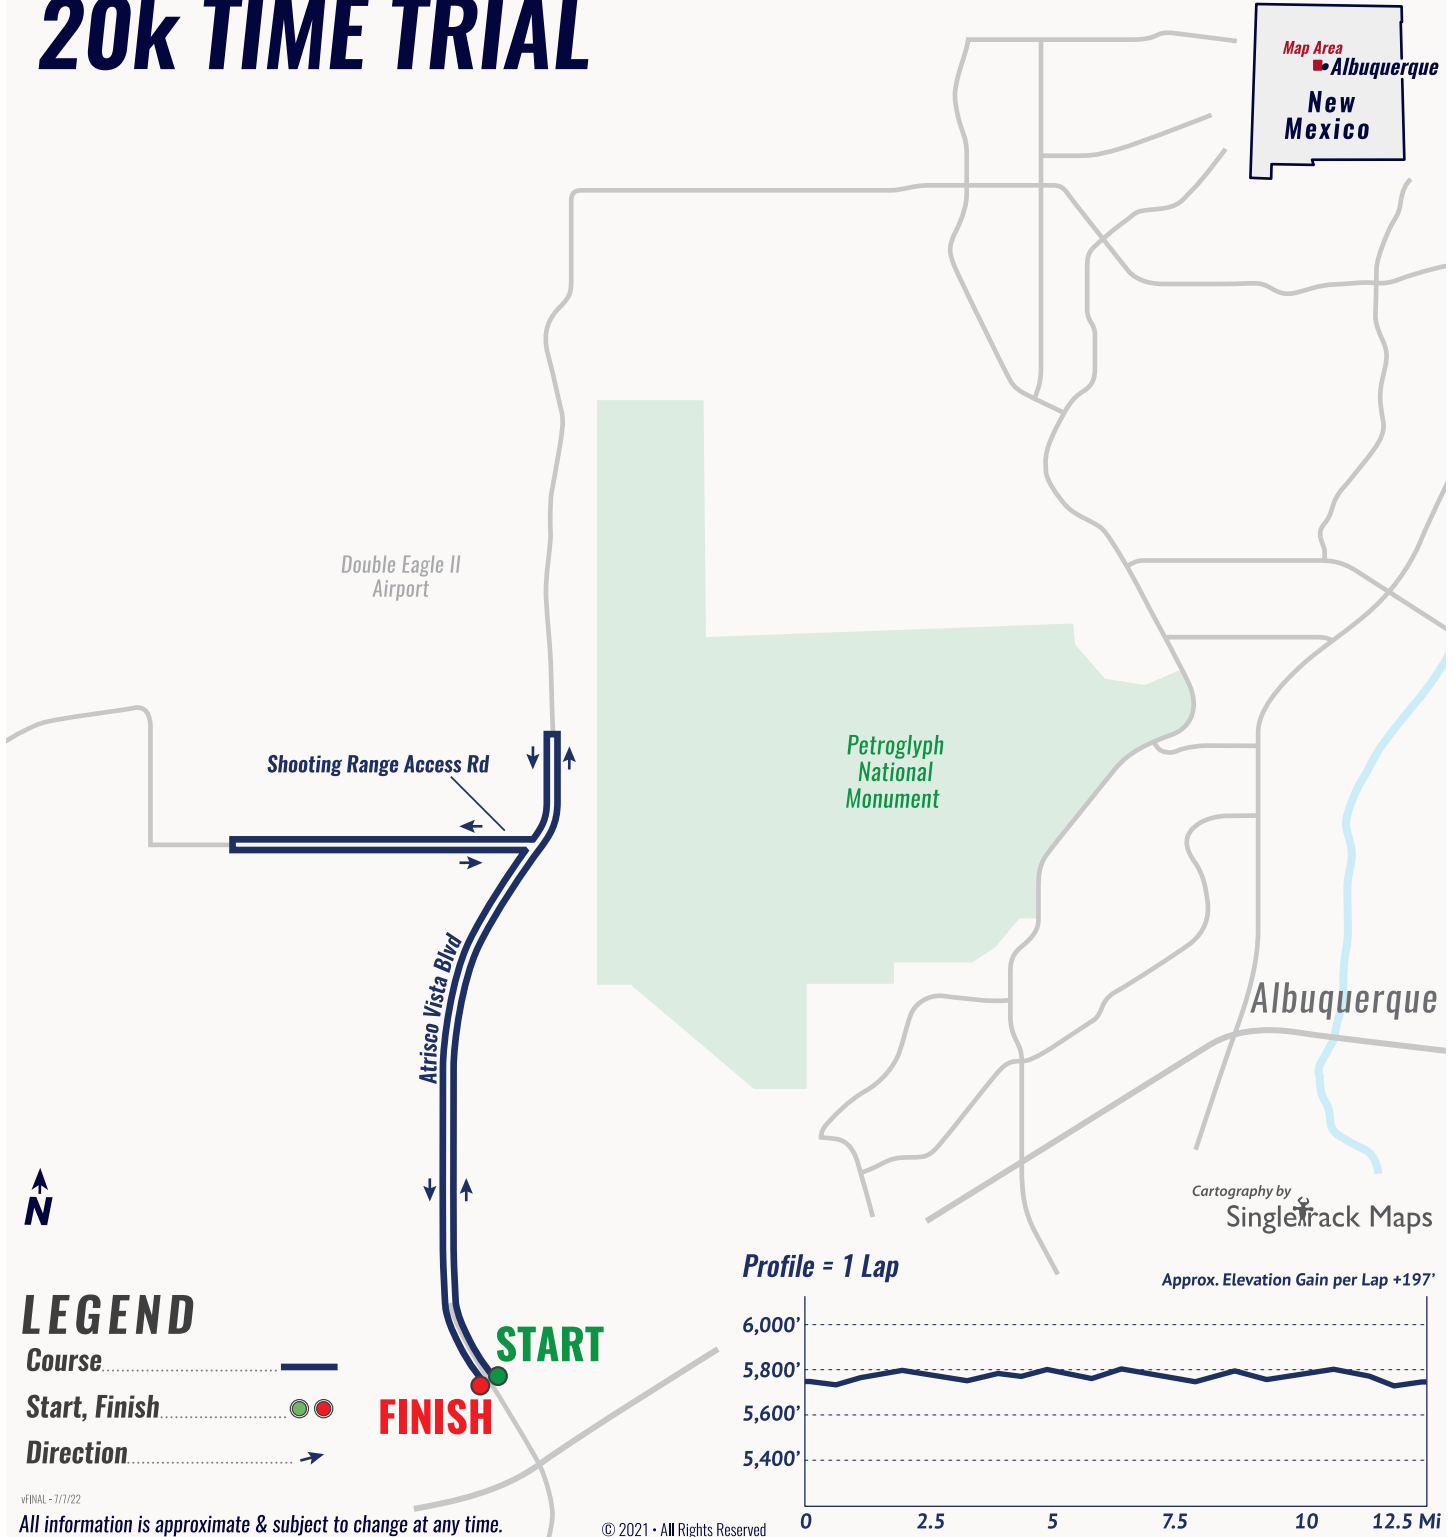 20k TIME TRIAL
Map Area
Albuquerque
New
Mexico
Double Eagle II
Airport
Shooting Range Access Rd
Petroglyph
National
Monument
Atrisco Vista Blvd
Albuquerque
N
Cartography by
SingleTrack Maps
START
FINISH
LEGEND
Course
Start, Finish
Direction
vFINAL - 7/7/22
All information is approximate & subject to change at any time.
© 2021 • All Rights Reserved
Profile = 1 Lap
Approx. Elevation Gain per Lap +197'
6,000'
5,800'
5,600'
5,400'
0 2.5 5 7.5 10 12.5 Mi